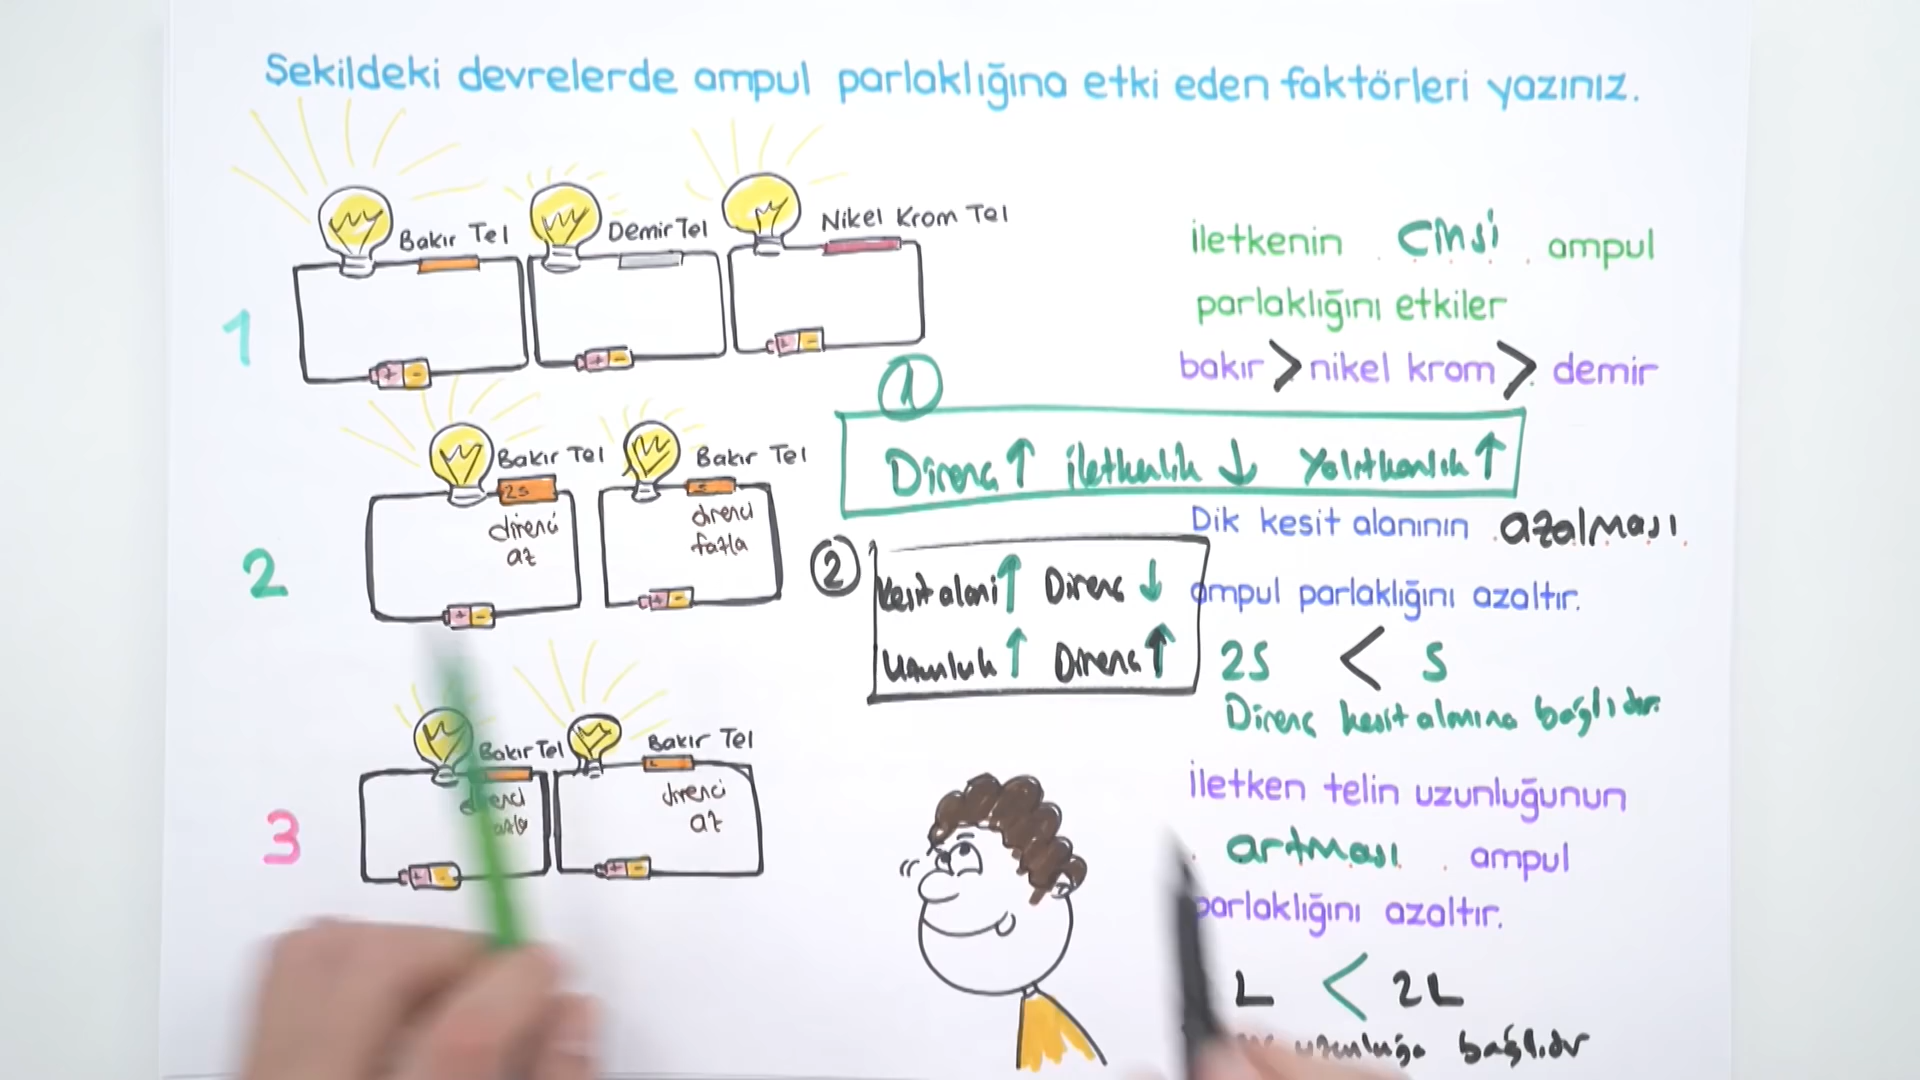 Şekildeki devrelerde ampul parlaklığına etki eden faktörleri yazınız.
1
Bakır Tel
Demir Tel
Nikel Krom Tel
+ -
+ -
+ -
İletkenin cinsi ampul
parlaklığını etkiler
bakır > nikel krom > demir
1
Direnç ↑ iletkenlik ↓ Yalıtkanlık ↑
2
Bakır Tel
2S
direnci
az
+ -
Bakır Tel
S
direnci
fazla
+ -
2
Kesit alanı ↑ Direnç ↓
Uzunluk ↑ Direnç ↑
Dik kesit alanının azalması
ampul parlaklığını azaltır.
2S < S
Direnç kesit alanına bağlıdır.
3
Bakır Tel
+ -
Bakır Tel
L
direnci
az
+ -
İletken telin uzunluğunun
artması ampul
parlaklığını azaltır.
L < 2L
uzunluğa bağlıdır